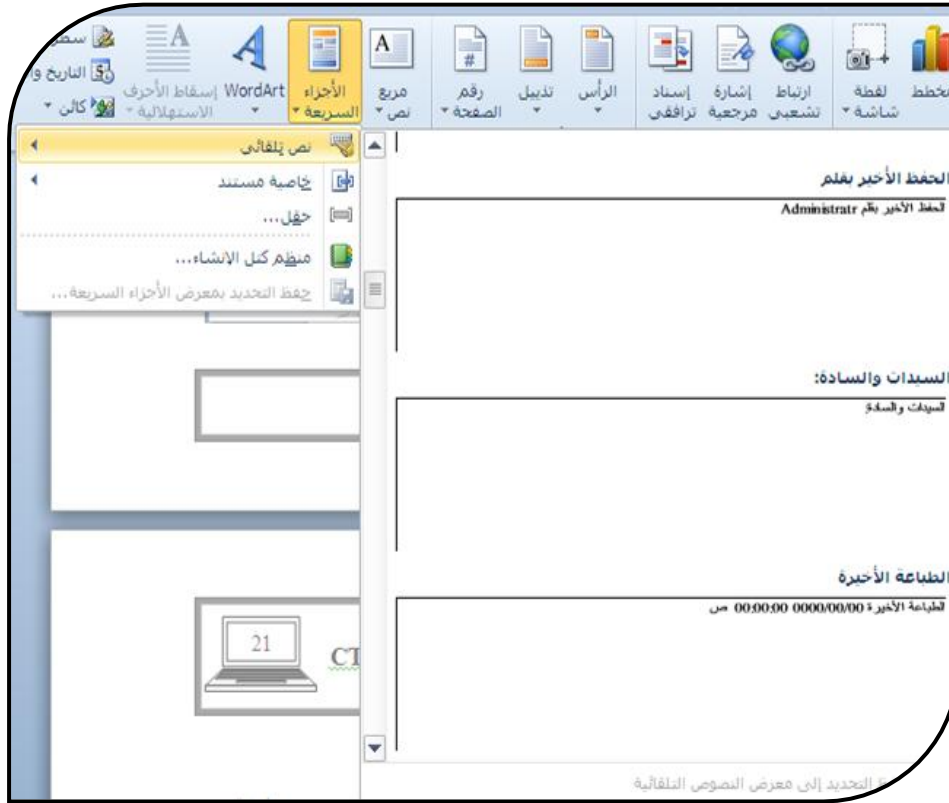 مخطط
لقطة شاشة
ارتباط تشعبي
إشارة مرجعية
إسناد ترافقي
الرأس
تذييل
رقم الصفحة
مربع نص
الأجزاء السريعة
WordArt
إسقاط الأحرف الاستهلالية
سطر
التاريخ وا
كائن
نص تلقائي
خاصية مستند
حقل...
منظم كتل الإنشاء...
حفظ التحديد بمعرض الأجزاء السريعة...
الحفظ الأخير بقلم
الحفظ الأخير بقلم Administratr
السيدات والسادة:
السيدات والسادة
الطباعة الأخيرة
الطباعة الأخيرة 0000/00/00 00:00:00 ص
21
CT
التحديد إلى معرض النصوص التلقائية